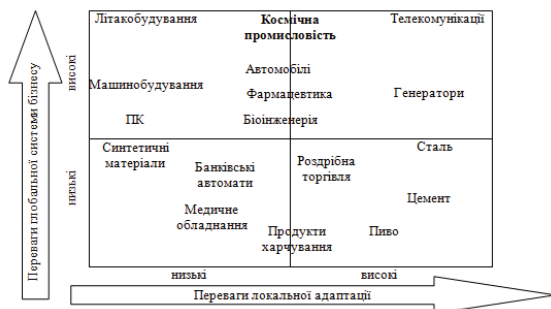 Переваги глобальної системи бізнесу
високі
низькі
Літакобудування
Космічна
промисловість
Телекомунікації
Автомобілі
Машинобудування
Фармацевтика
Генератори
ПК
Біоінженерія
Синтетичні
матеріали
Сталь
Банківські
автомати
Роздрібна
торгівля
Цемент
Медичне
обладнання
Продукти
харчування
Пиво
низькі
високі
Переваги локальної адаптації